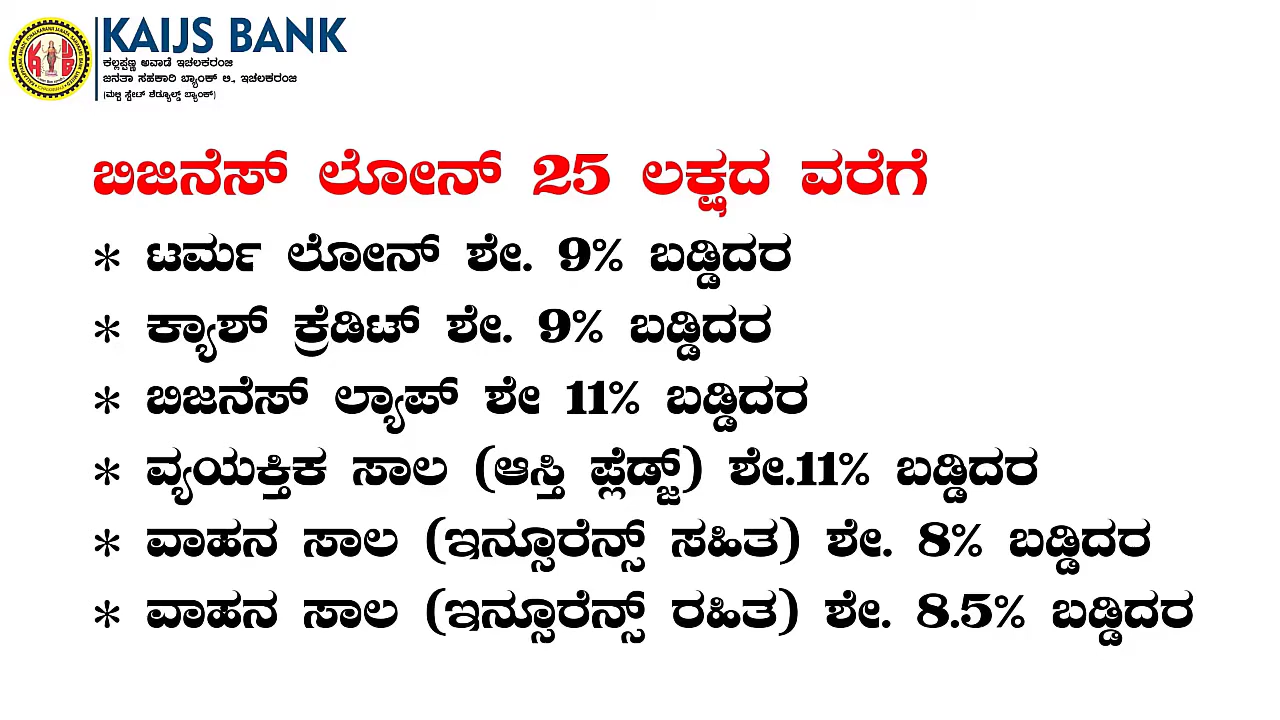 KAIJS BANK
ಕಲ್ಲಪ್ಪಣ್ಣ ಅವಾಡೆ ಇಚಲಕರಂಜಿ
ಜನತಾ ಸಹಕಾರಿ ಬ್ಯಾಂಕ್ ಲಿ., ಇಚಲಕರಂಜಿ
(ಮಲ್ಟಿ ಸ್ಟೇಟ್ ಶೆಡ್ಯೂಲ್ಡ್ ಬ್ಯಾಂಕ್)
ಬಿಜಿನೆಸ್ ಲೋನ್ 25 ಲಕ್ಷದ ವರೆಗೆ
* ಟರ್ಮ ಲೋನ್ ಶೇ. 9% ಬಡ್ಡಿದರ
* ಕ್ಯಾಶ್ ಕ್ರೆಡಿಟ್ ಶೇ. 9% ಬಡ್ಡಿದರ
* ಬಿಜನೆಸ್ ಲ್ಯಾಪ್ ಶೇ 11% ಬಡ್ಡಿದರ
* ವ್ಯಯಕ್ತಿಕ ಸಾಲ (ಆಸ್ತಿ ಪ್ಲೆಡ್ಜ್) ಶೇ.11% ಬಡ್ಡಿದರ
* ವಾಹನ ಸಾಲ (ಇನ್ಸೂರೆನ್ಸ್ ಸಹಿತ) ಶೇ. 8% ಬಡ್ಡಿದರ
* ವಾಹನ ಸಾಲ (ಇನ್ಸೂರೆನ್ಸ್ ರಹಿತ) ಶೇ. 8.5% ಬಡ್ಡಿದರ